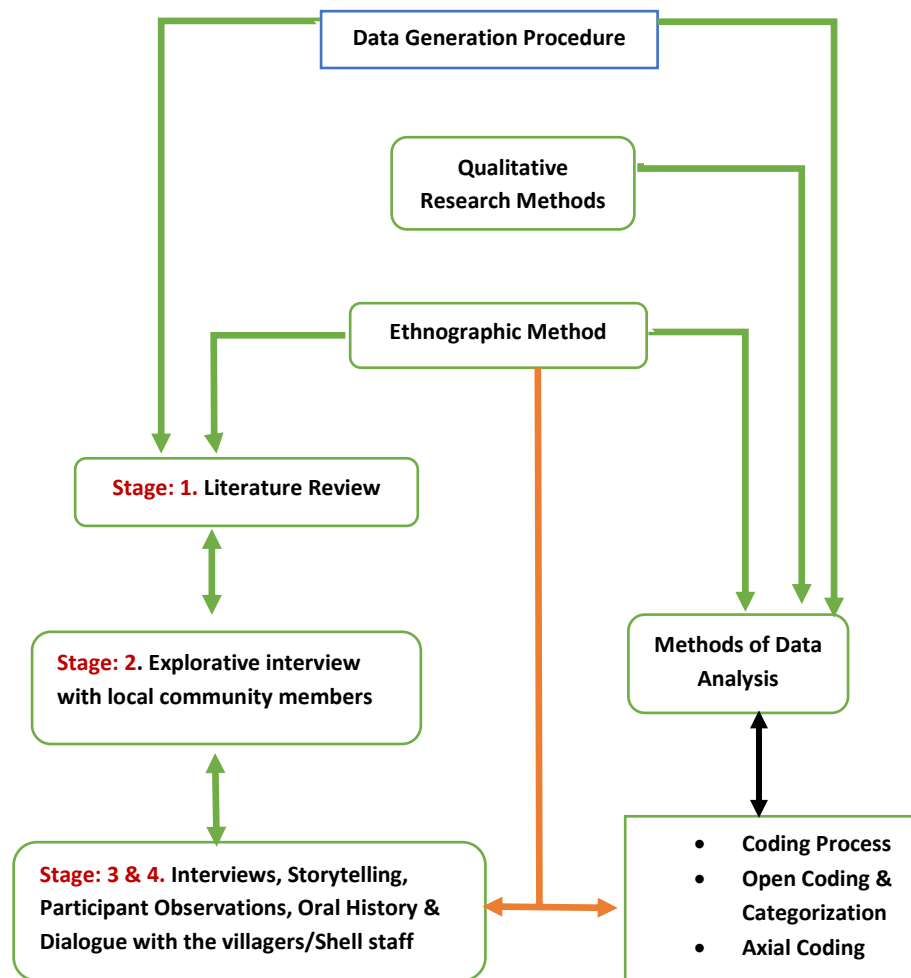 Data Generation Procedure
Qualitative
Research Methods
Ethnographic Method
Stage: 1. Literature Review
Stage: 2. Explorative interview
with local community members
Methods of Data
Analysis
Stage: 3 & 4. Interviews, Storytelling,
Participant Observations, Oral History &
Dialogue with the villagers/Shell staff
• Coding Process
• Open Coding &
Categorization
• Axial Coding